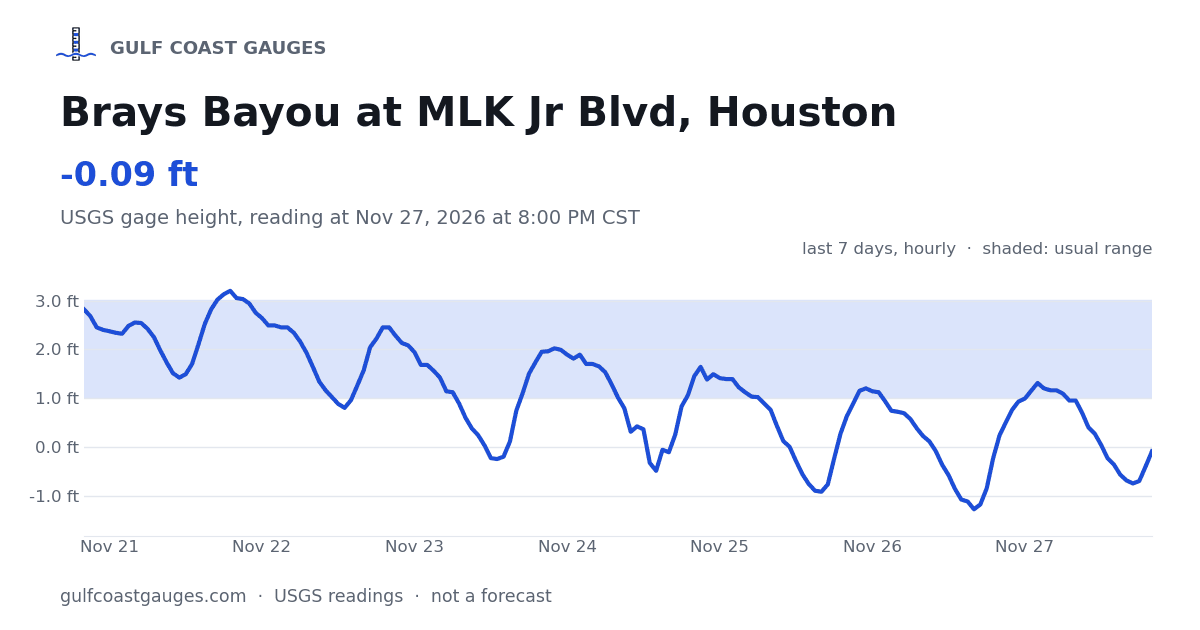 GULF COAST GAUGES
Brays Bayou at MLK Jr Blvd, Houston
-0.09 ft
USGS gage height, reading at Nov 27, 2026 at 8:00 PM CST
last 7 days, hourly · shaded: usual range
3.0 ft
2.0 ft
1.0 ft
0.0 ft
-1.0 ft
Nov 21 Nov 22 Nov 23 Nov 24 Nov 25 Nov 26 Nov 27
gulfcoastgauges.com · USGS readings · not a forecast